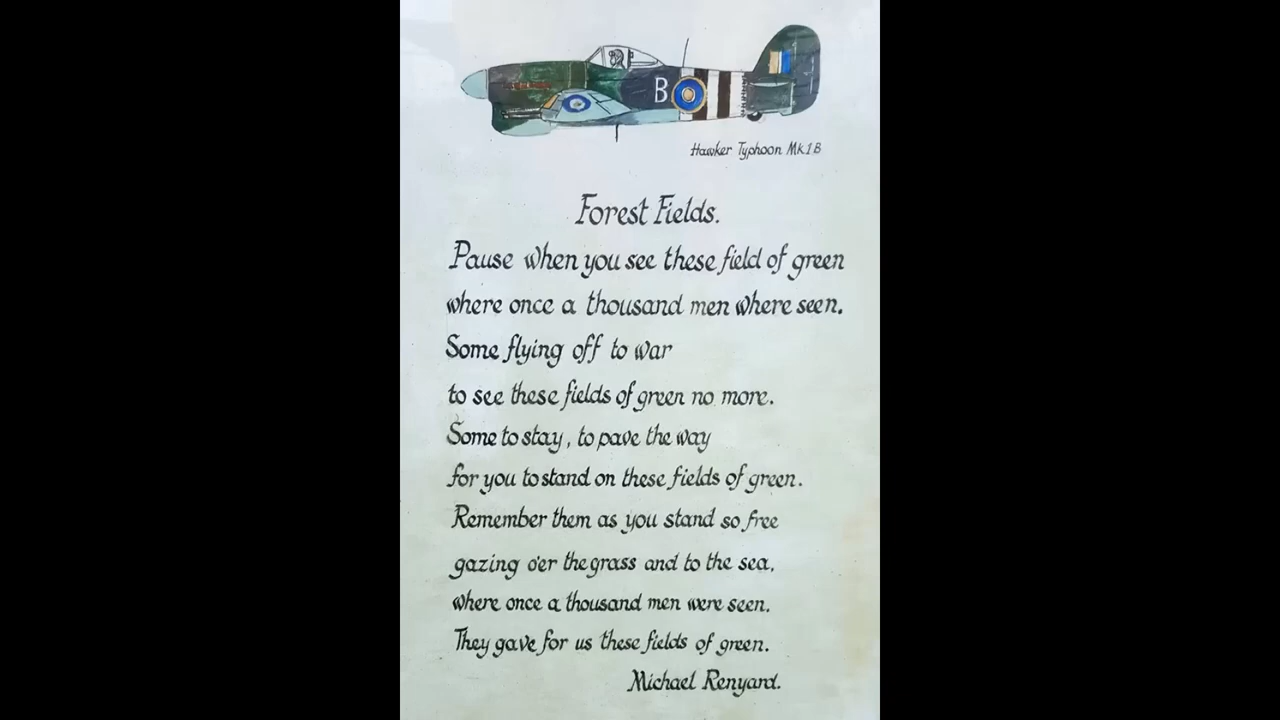 B
Hawker Typhoon Mk1B
Forest Fields.
Pause when you see these field of green
where once a thousand men where seen.
Some flying off to war
to see these fields of green no more.
Some to stay, to pave the way
for you to stand on these fields of green.
Remember them as you stand so free
gazing o'er the grass and to the sea,
where once a thousand men were seen.
They gave for us these fields of green.
Michael Renyard.